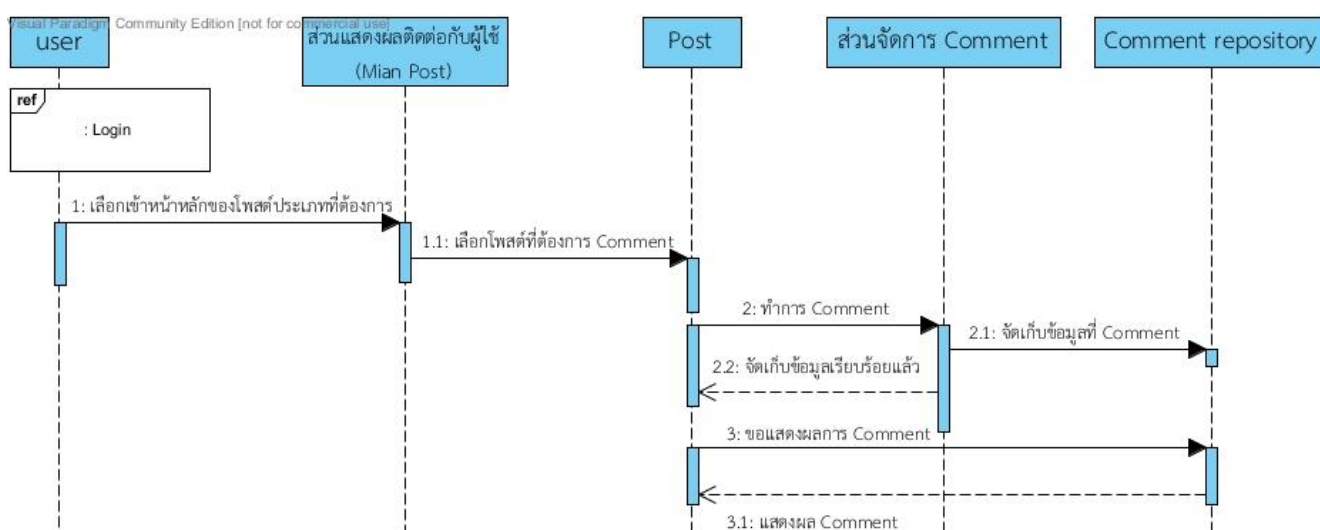 Visual Paradigm Community Edition [not for commercial use]
user
ส่วนแสดงผลติดต่อกับผู้ใช้
(Mian Post)
Post
ส่วนจัดการ Comment
Comment repository
ref
: Login
1: เลือกเข้าหน้าหลักของโพสต์ประเภทที่ต้องการ
1.1: เลือกโพสต์ที่ต้องการ Comment
2: ทำการ Comment
2.1: จัดเก็บข้อมูลที่ Comment
2.2: จัดเก็บข้อมูลเรียบร้อยแล้ว
3: ขอแสดงผลการ Comment
3.1: แสดงผล Comment